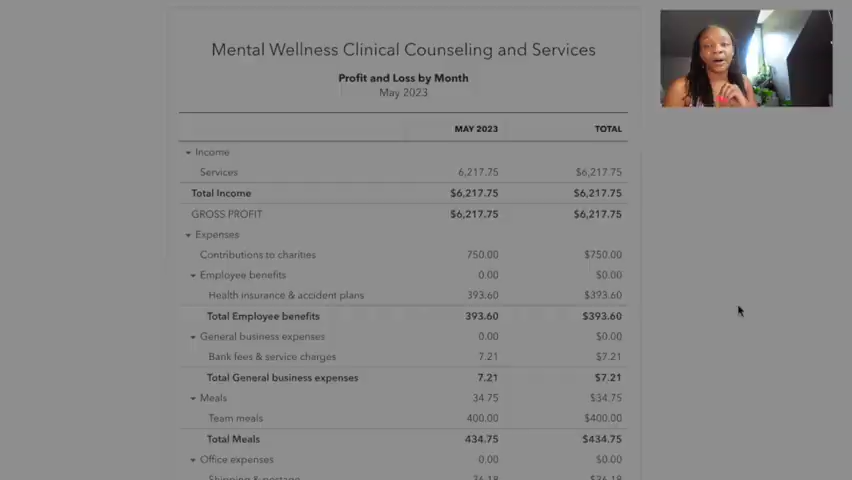 Mental Wellness Clinical Counseling and Services
Profit and Loss by Month
May 2023
MAY 2023 TOTAL
Income
Services 6,217.75 $6,217.75
Total Income $6,217.75 $6,217.75
GROSS PROFIT $6,217.75 $6,217.75
Expenses
Contributions to charities 750.00 $750.00
Employee benefits 0.00 $0.00
Health insurance & accident plans 393.60 $393.60
Total Employee benefits 393.60 $393.60
General business expenses 0.00 $0.00
Bank fees & service charges 7.21 $7.21
Total General business expenses 7.21 $7.21
Meals 34.75 $34.75
Team meals 400.00 $400.00
Total Meals 434.75 $434.75
Office expenses 0.00 $0.00
Shipping & postage